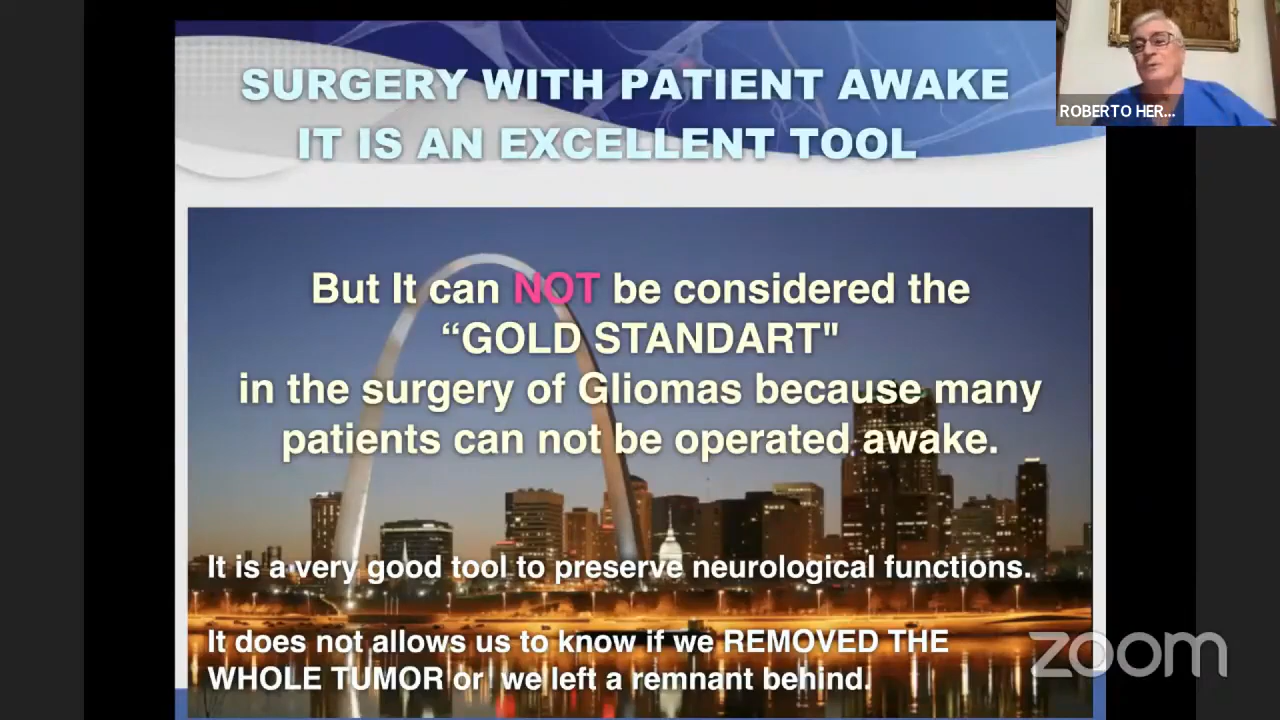 SURGERY WITH PATIENT AWAKE
IT IS AN EXCELLENT TOOL
ROBERTO HER...
But It can NOT be considered the
“GOLD STANDART"
in the surgery of Gliomas because many
patients can not be operated awake.
It is a very good tool to preserve neurological functions.
It does not allows us to know if we REMOVED THE
WHOLE TUMOR or we left a remnant behind.
zoom